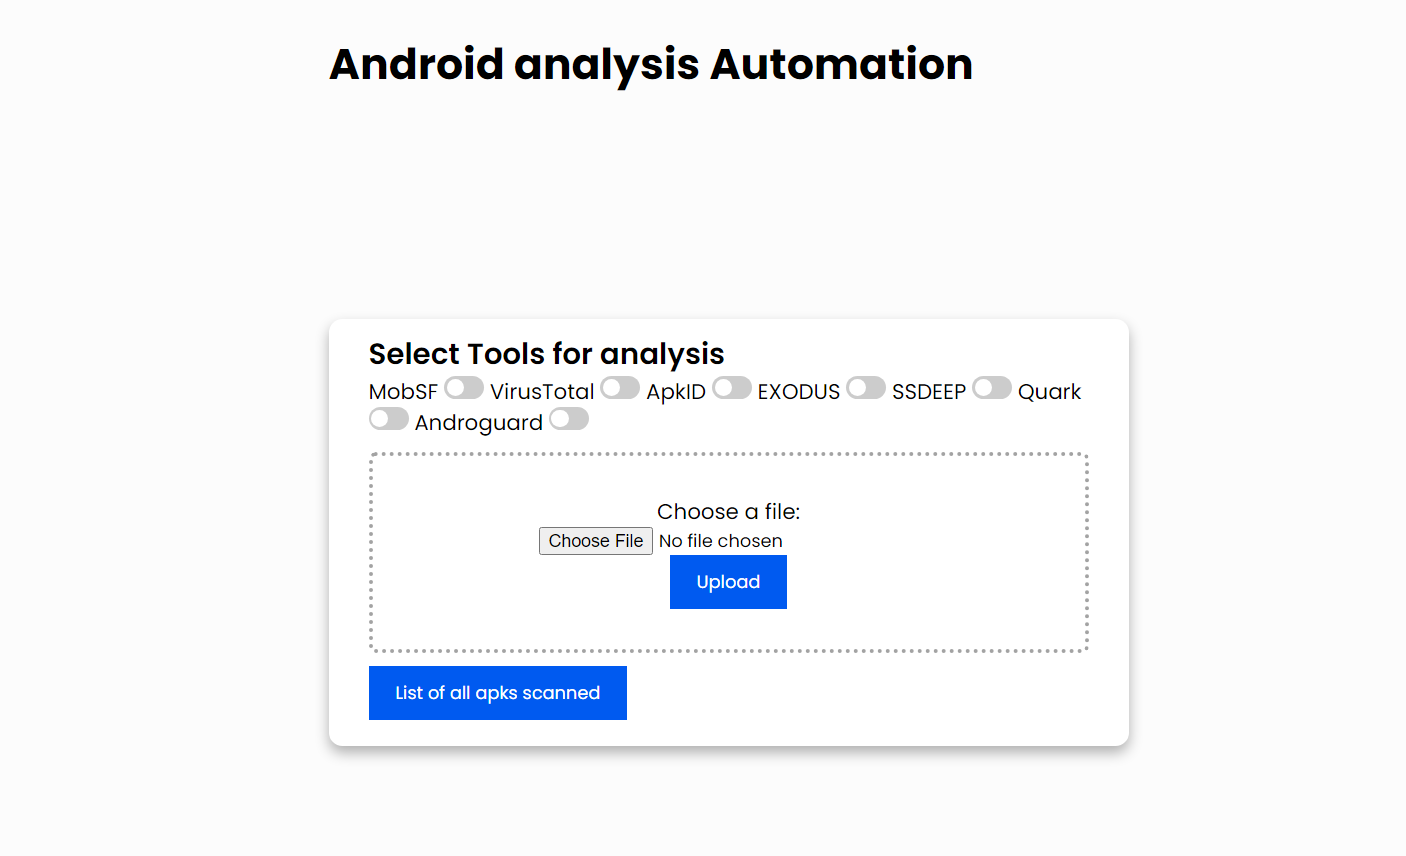 Android analysis Automation
Select Tools for analysis
MobSF VirusTotal ApkID EXODUS SSDEEP Quark
Androguard
Choose a file:
Choose File No file chosen
Upload
List of all apks scanned